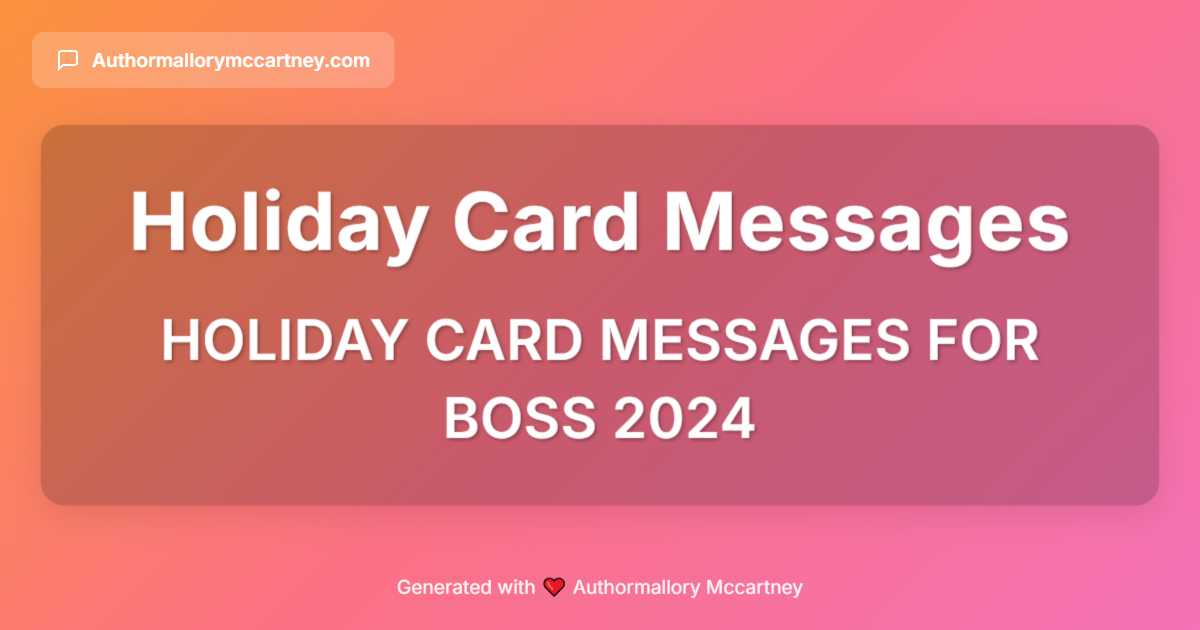 Authormallorymccartney.com
Holiday Card Messages
HOLIDAY CARD MESSAGES FOR
BOSS 2024
Generated with ❤️ Authormallory Mccartney